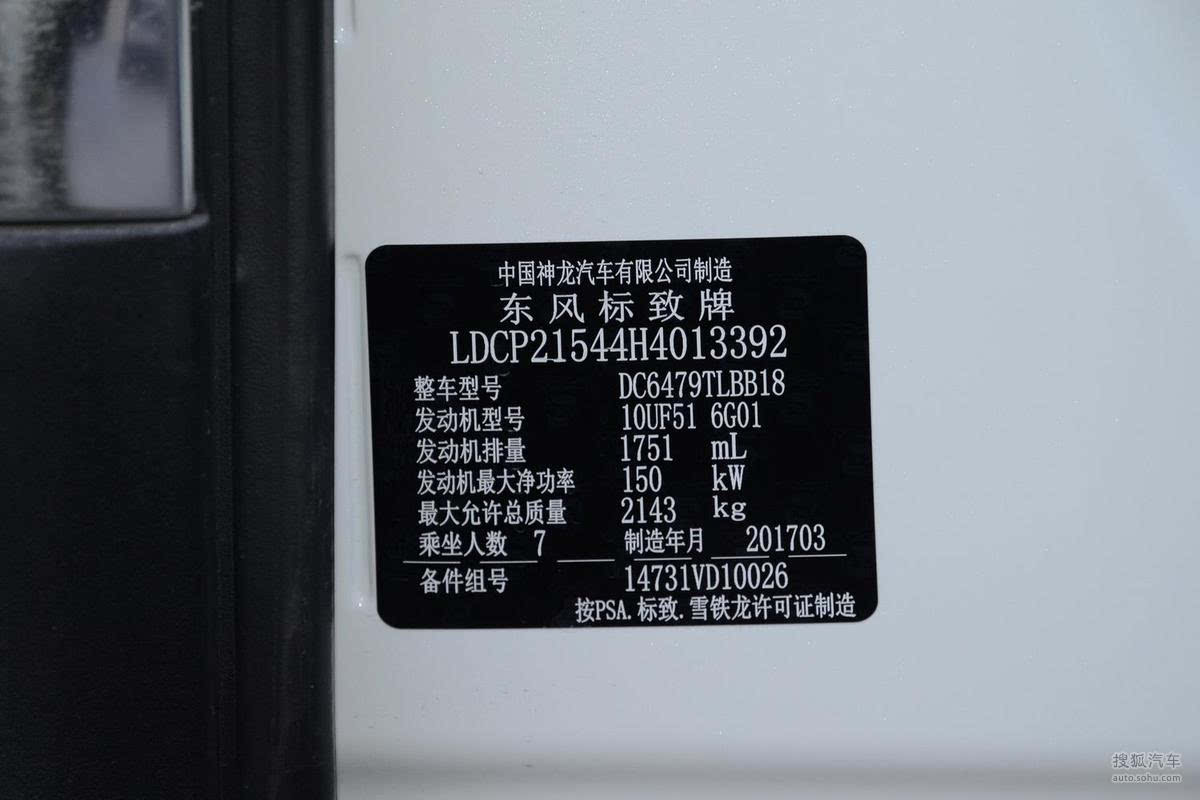 中国神龙汽车有限公司制造
东风标致牌
LDCP21544H4013392
整车型号 DC6479TLBB18
发动机型号 10UF51 6G01
发动机排量 1751 mL
发动机最大净功率 150 kW
最大允许总质量 2143 kg
乘坐人数 7 制造年月 201703
备件组号 14731VD10026
按PSA.标致.雪铁龙许可证制造
搜狐汽车
auto.sohu.com